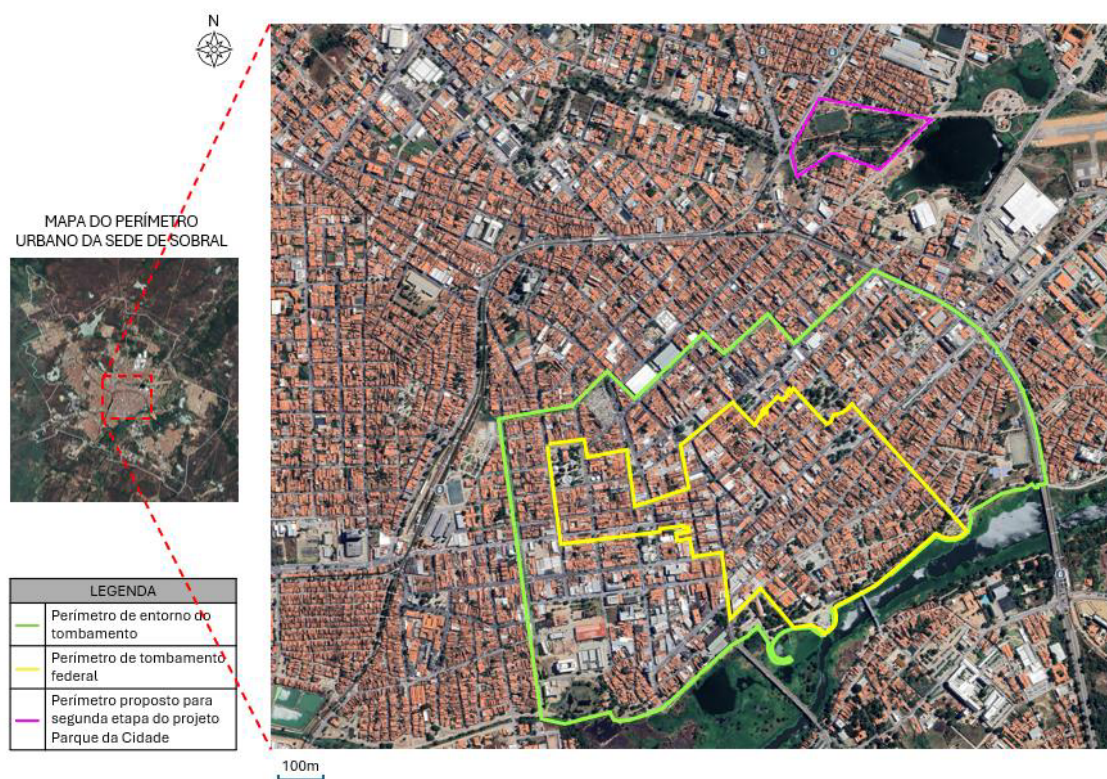 N
MAPA DO PERÍMETRO
URBANO DA SEDE DE SOBRAL
LEGENDA
Perímetro de entorno do
tombamento
Perímetro de tombamento
federal
Perímetro proposto para
segunda etapa do projeto
Parque da Cidade
100m